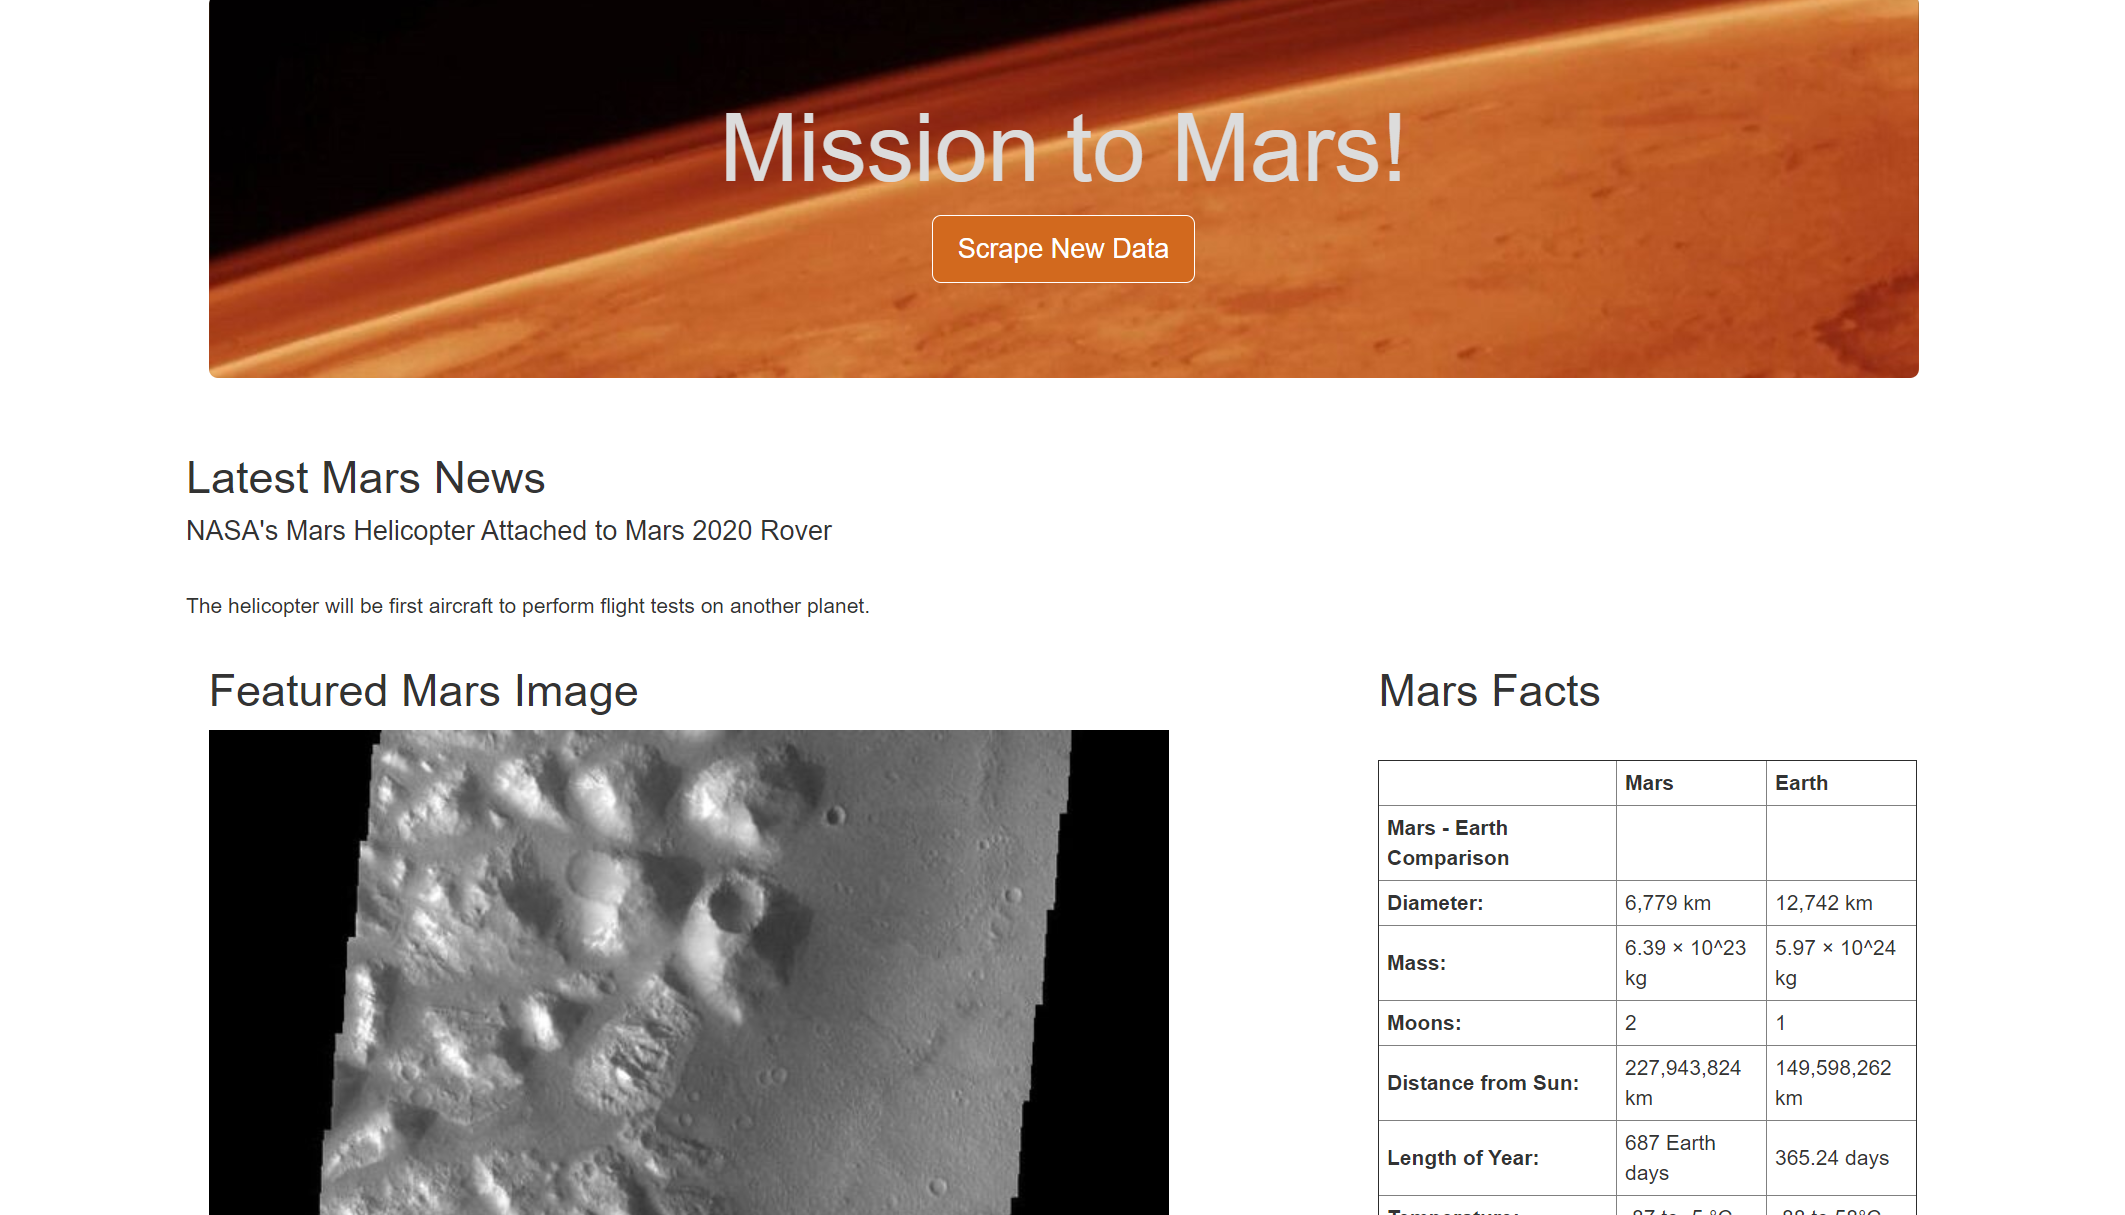 Mission to Mars!
Scrape New Data
Latest Mars News
NASA's Mars Helicopter Attached to Mars 2020 Rover
The helicopter will be first aircraft to perform flight tests on another planet.
Featured Mars Image
Mars Facts
Mars Earth
Mars - Earth
Comparison
Diameter: 6,779 km 12,742 km
Mass: 6.39 × 10^23 kg 5.97 × 10^24 kg
Moons: 2 1
Distance from Sun: 227,943,824 km 149,598,262 km
Length of Year: 687 Earth days 365.24 days